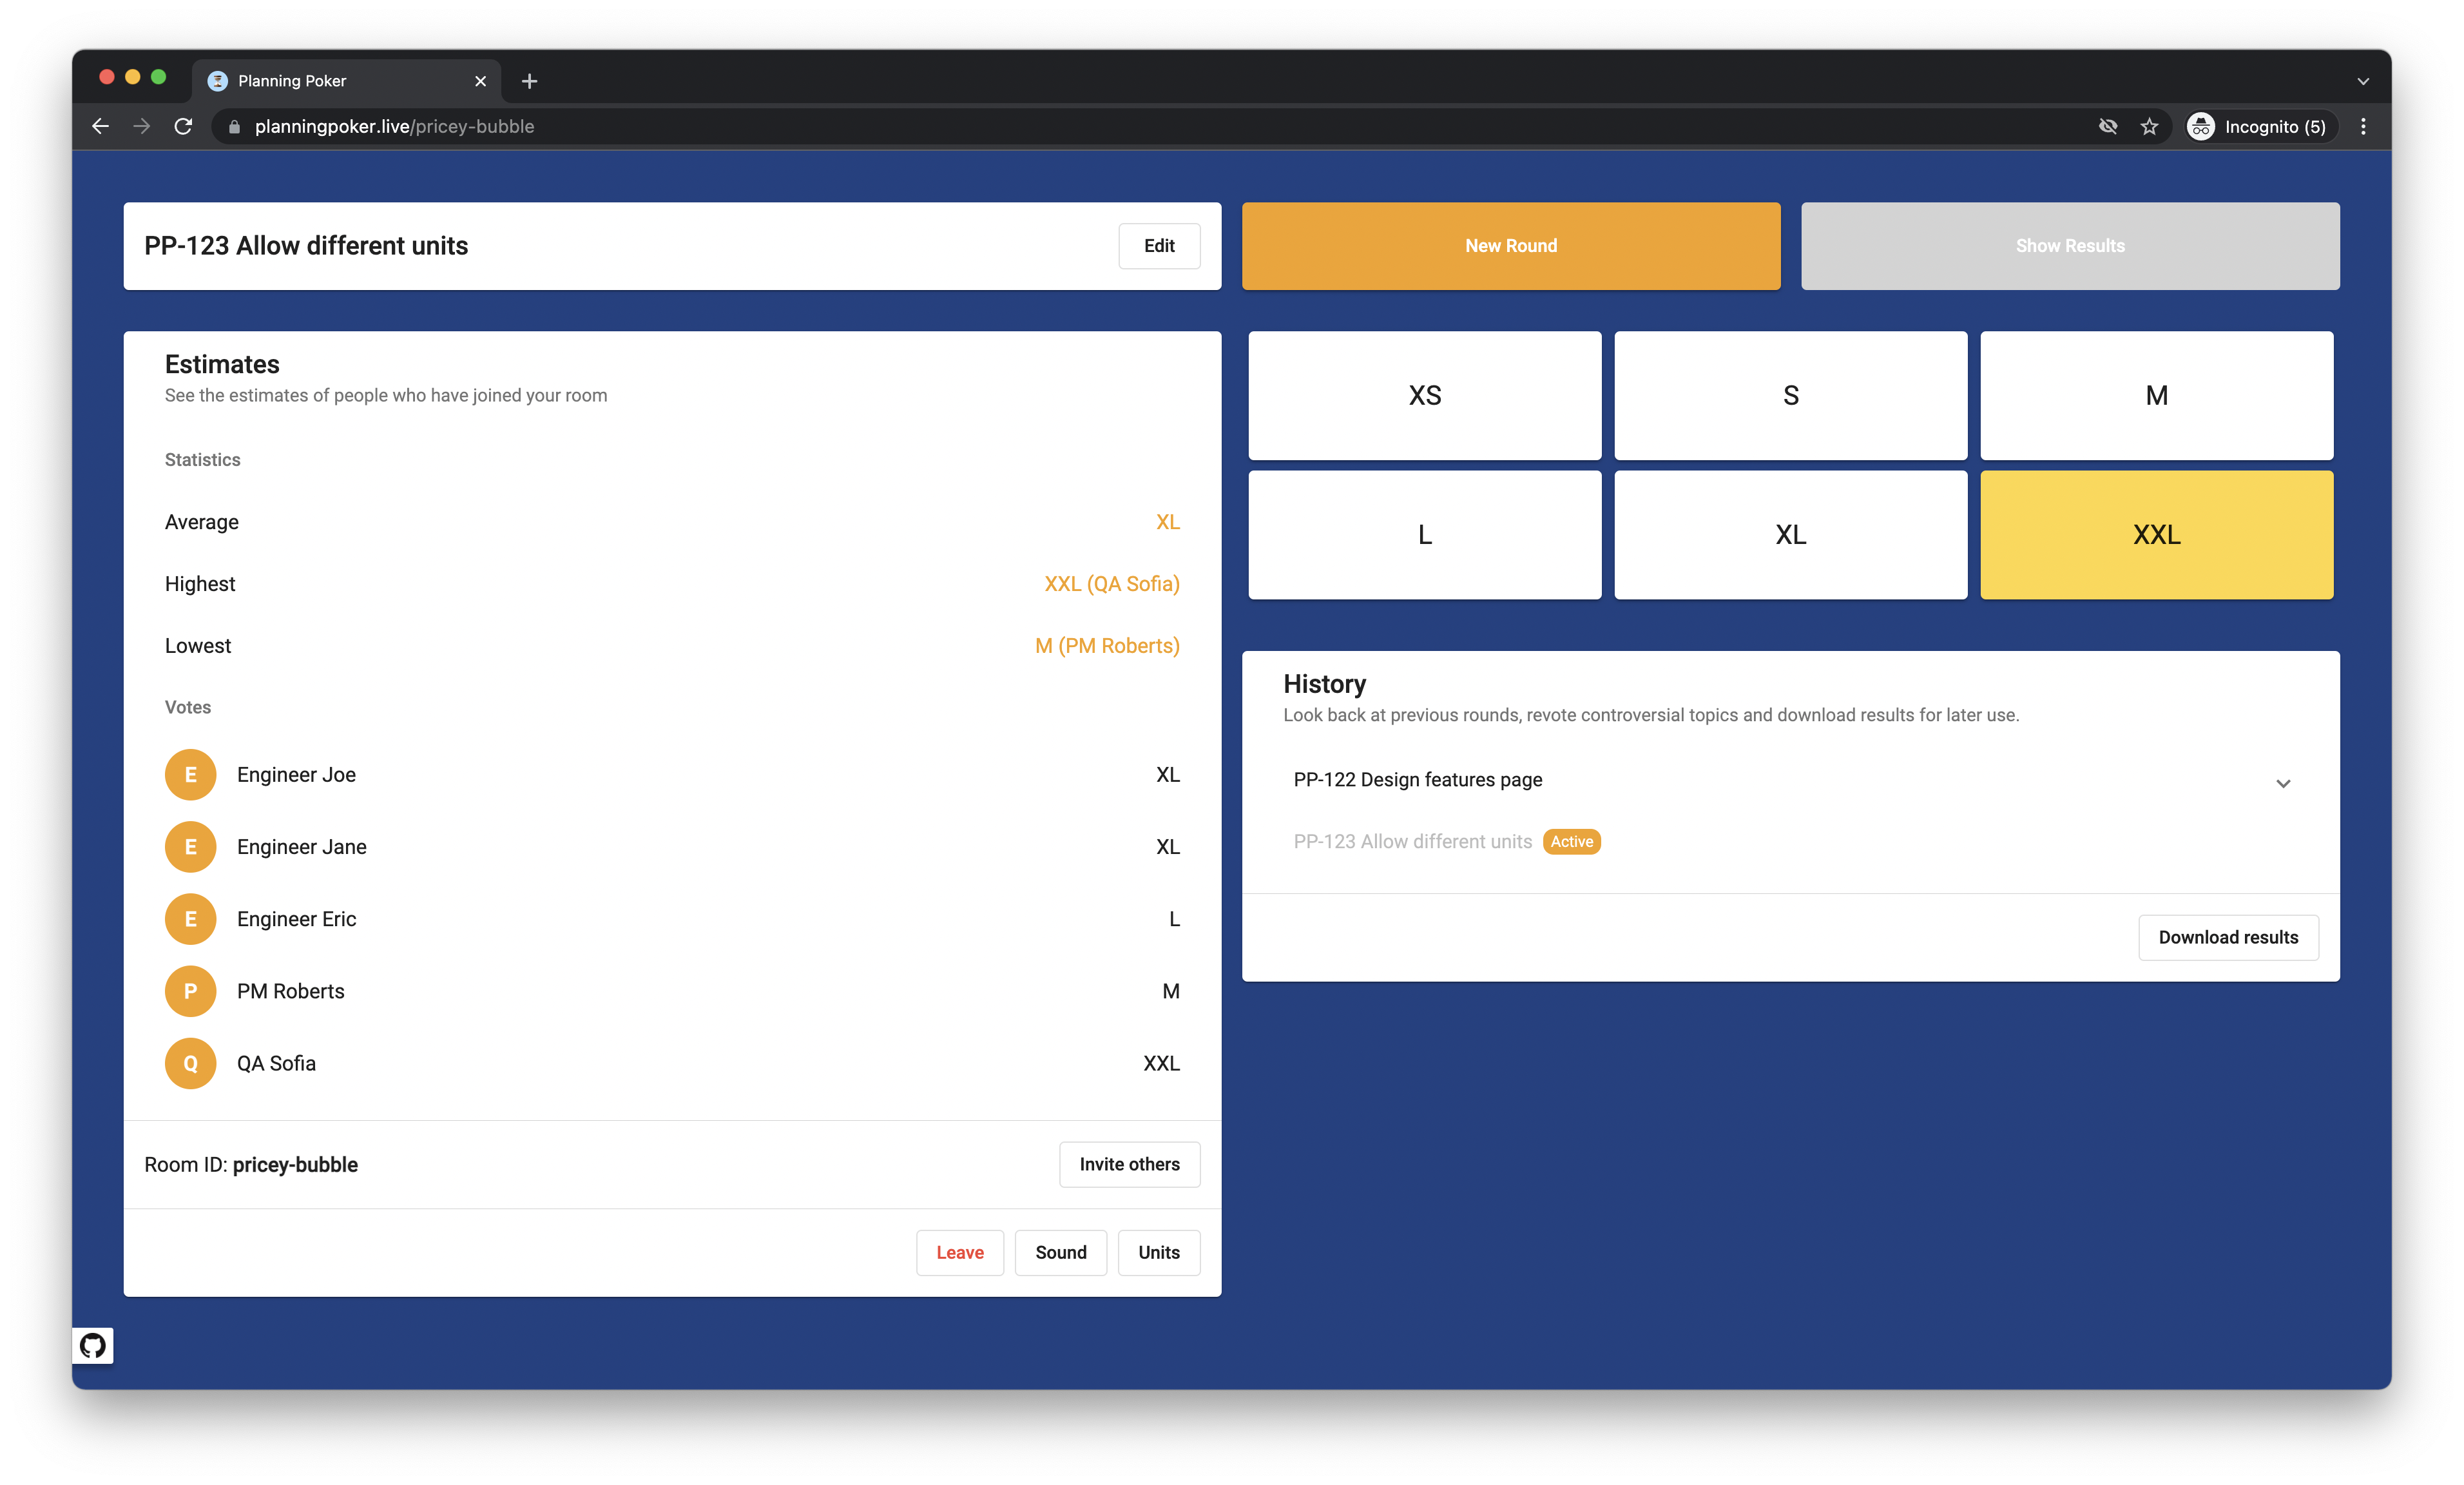 Planning Poker
planningpoker.live/pricey-bubble
Incognito (5)
PP-123 Allow different units
Edit
New Round
Show Results
Estimates
See the estimates of people who have joined your room
Statistics
Average XL
Highest XXL (QA Sofia)
Lowest M (PM Roberts)
Votes
E Engineer Joe XL
E Engineer Jane XL
E Engineer Eric L
P PM Roberts M
Q QA Sofia XXL
Room ID: pricey-bubble
Invite others
Leave Sound Units
XS S M
L XL XXL
History
Look back at previous rounds, revote controversial topics and download results for later use.
PP-122 Design features page
PP-123 Allow different units Active
Download results